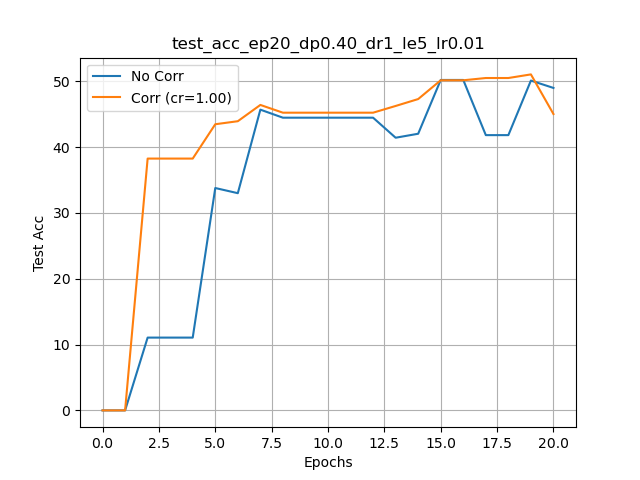 test_acc_ep20_dp0.40_dr1_le5_lr0.01
No Corr
Corr (cr=1.00)
50
40
30
20
10
0
Test Acc
0.0 2.5 5.0 7.5 10.0 12.5 15.0 17.5 20.0
Epochs